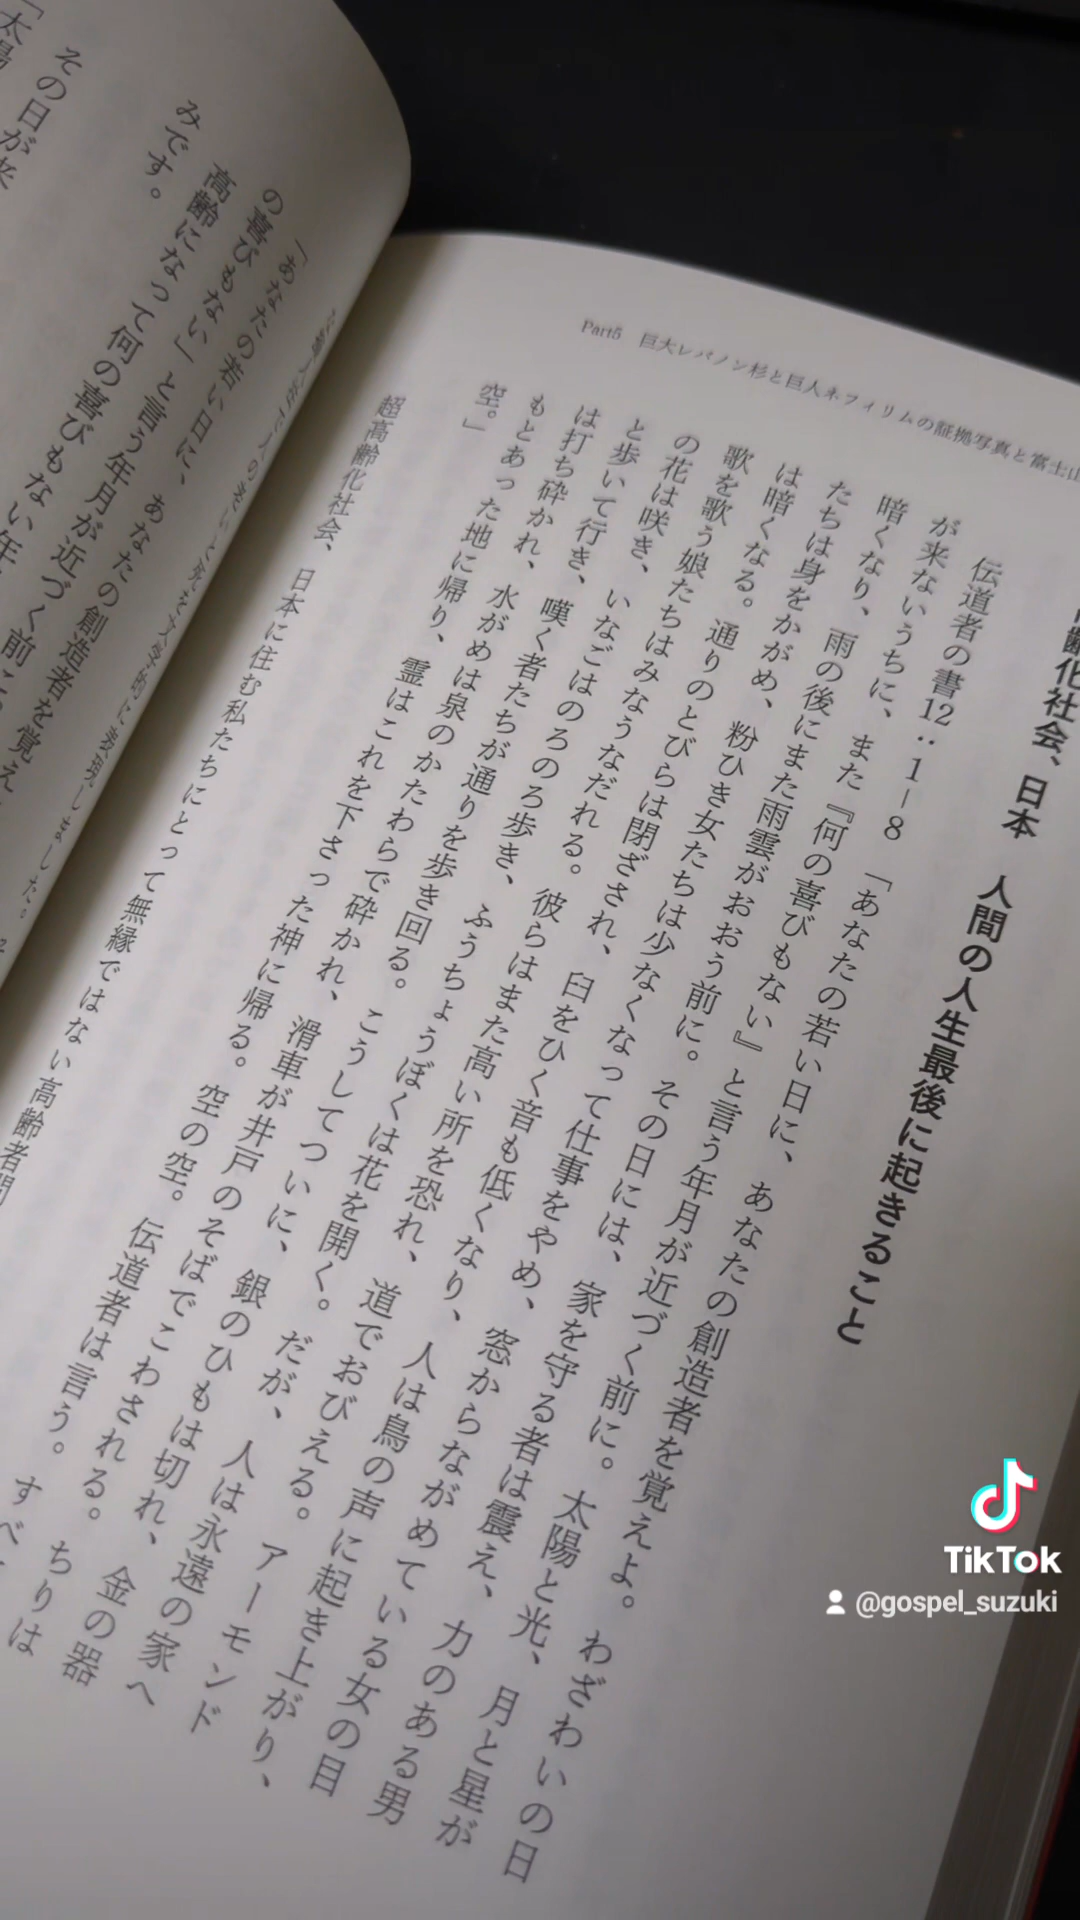 Part5 巨大レバノン杉と巨人ネフィリムの証拠写真と富士山
齢化社会、日本 人間の人生最後に起きること
伝道者の書12:1－8 「あなたの若い日に、あなたの創造者を覚えよ。わざわいの日
が来ないうちに、また『何の喜びもない』と言う年月が近づく前に。太陽と光、月と星が
暗くなり、雨の後にまた雨雲がおおう前に。その日には、家を守る者は震え、力のある男
たちは身をかがめ、粉ひき女たちは少なくなって仕事をやめ、窓からながめている女の目
は暗くなる。通りのとびらは閉ざされ、臼をひく音も低くなり、人は鳥の声に起き上がり、
歌を歌う娘たちはみなうなだれる。彼らはまた高い所を恐れ、道でおびえる。アーモンド
の花は咲き、いなごはのろのろ歩き、ふうちょうぼくは花を開く。だが、人は永遠の家へ
と歩いて行き、嘆く者たちが通りを歩き回る。こうしてついに、銀のひもは切れ、金の器
は打ち砕かれ、水がめは泉のかたわらで砕かれ、滑車が井戸のそばでこわされる。ちりは
もとあった地に帰り、霊はこれを下さった神に帰る。空の空。伝道者は言う。すべ
空。」
超高齢化社会、日本に住む私たちにとって無縁ではない高齢者問
「あなたの若い日に、あなたの創造者を覚え
の喜びもない」と言う年月が近づく前に。
高齢になって何の喜びもない年
みです。
その日が来
「太陽
TikTok
@gospel_suzuki